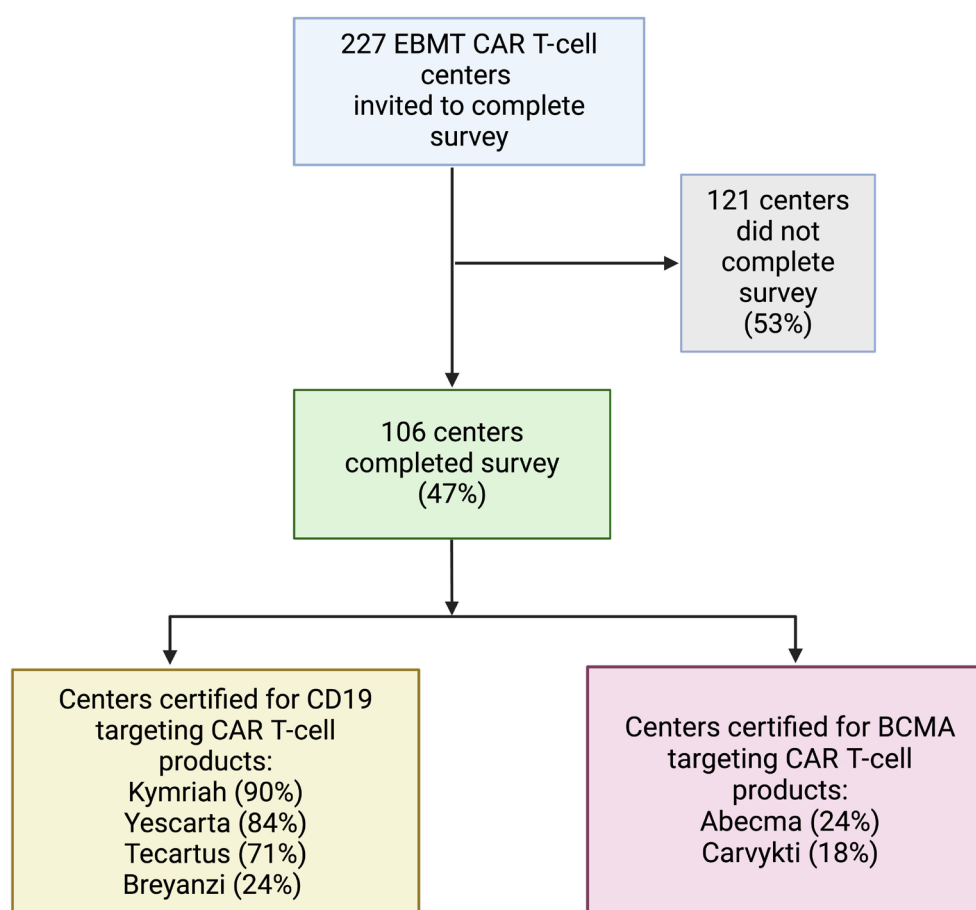 227 EBMT CAR T-cell
centers
invited to complete
survey
121 centers
did not
complete
survey
(53%)
106 centers
completed survey
(47%)
Centers certified for CD19
targeting CAR T-cell
products:
Kymriah (90%)
Yescarta (84%)
Tecartus (71%)
Breyanzi (24%)
Centers certified for BCMA
targeting CAR T-cell
products:
Abecma (24%)
Carvykti (18%)